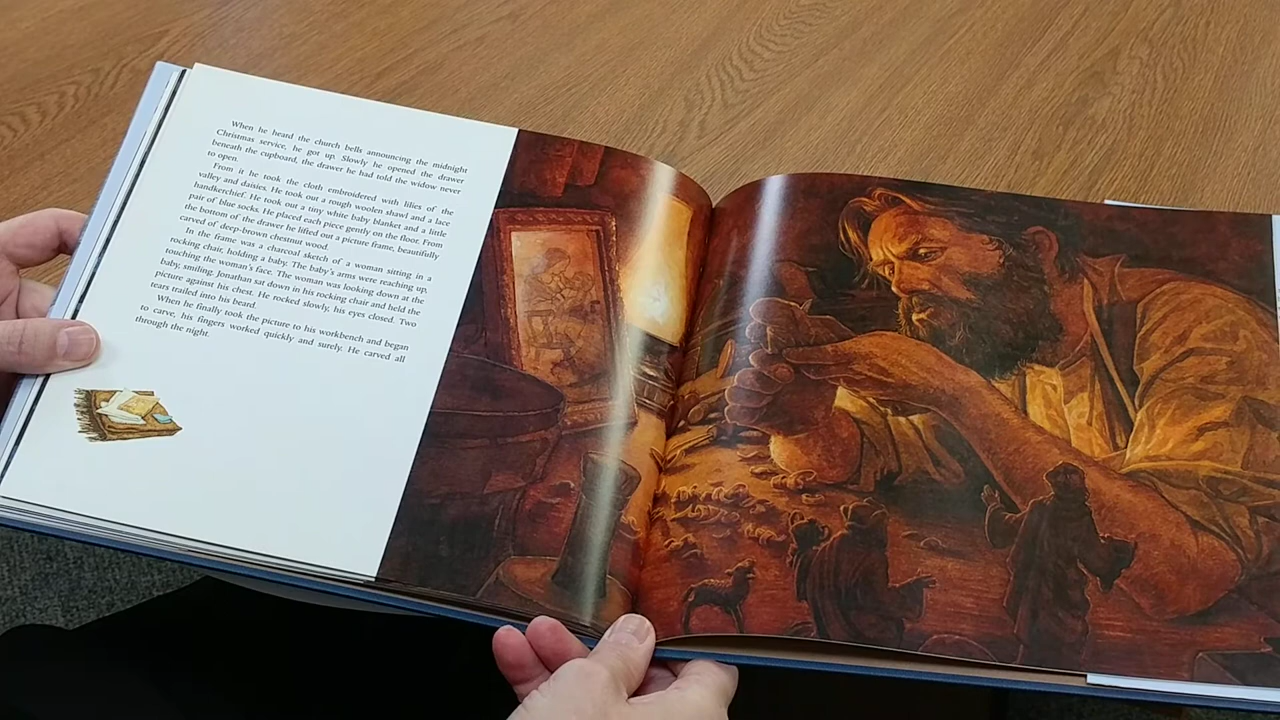 When he heard the church bells announcing the midnight
Christmas service, he got up. Slowly he opened the drawer
beneath the cupboard, the drawer he had told the widow never
to open.
From it he took the cloth embroidered with lilies of the
valley and daisies. He took out a rough woolen shawl and a lace
handkerchief. He took out a tiny white baby blanket and a little
pair of blue socks. He placed each piece gently on the floor. From
the bottom of the drawer he lifted out a picture frame, beautifully
carved of deep-brown chestnut wood.
In the frame was a charcoal sketch of a woman sitting in a
rocking chair, holding a baby. The baby's arms were reaching up,
touching the woman's face. The woman was looking down at the
baby, smiling. Jonathan sat down in his rocking chair and held the
picture against his chest. He rocked slowly, his eyes closed. Two
tears trailed into his beard.
When he finally took the picture to his workbench and began
to carve, his fingers worked quickly and surely. He carved all
through the night.